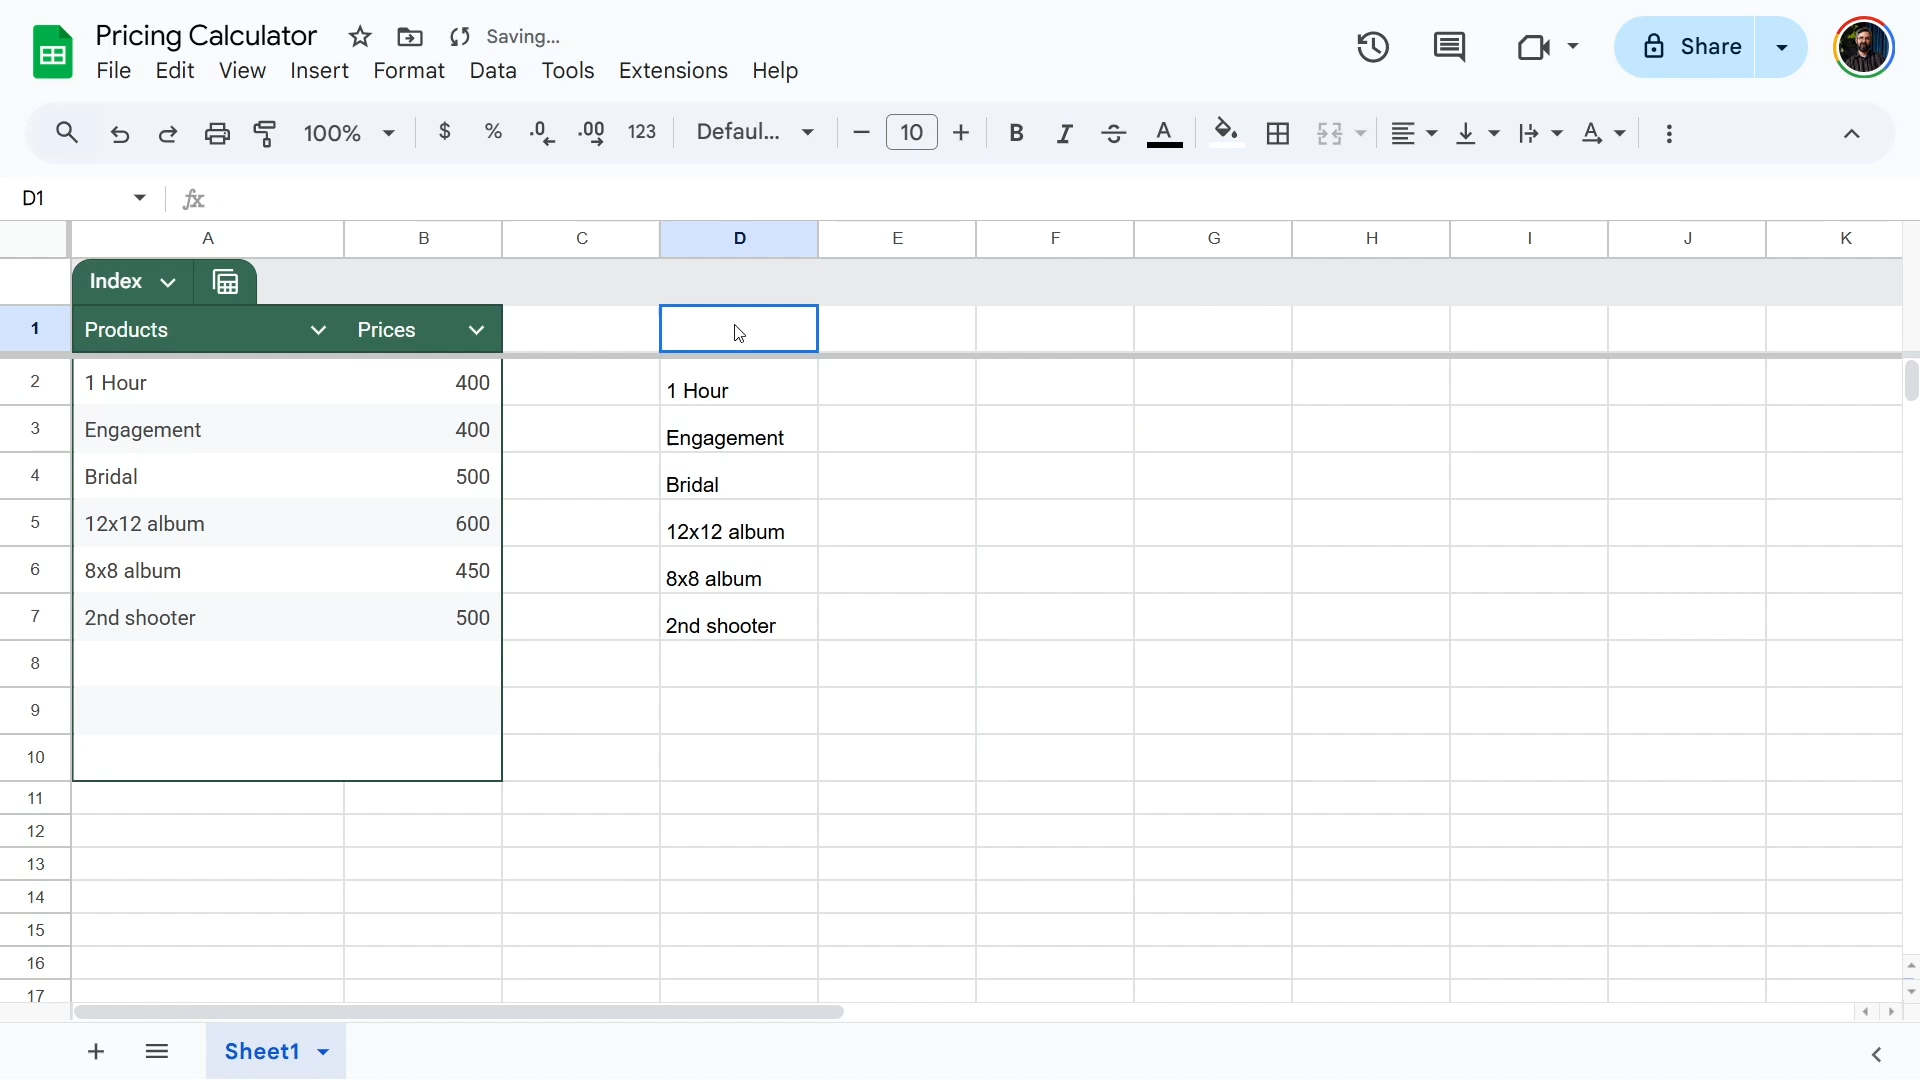 Pricing Calculator Saving...
File Edit View Insert Format Data Tools Extensions Help
Share
100% $ % .0 .00 123 Defaul... 10 B I S A A
D1 fx
A B C D E F G H I J K
Index
1 Products Prices
2 1 Hour 400 1 Hour
3 Engagement 400 Engagement
4 Bridal 500 Bridal
5 12x12 album 600 12x12 album
6 8x8 album 450 8x8 album
7 2nd shooter 500 2nd shooter
8
9
10
11
12
13
14
15
16
17
Sheet1